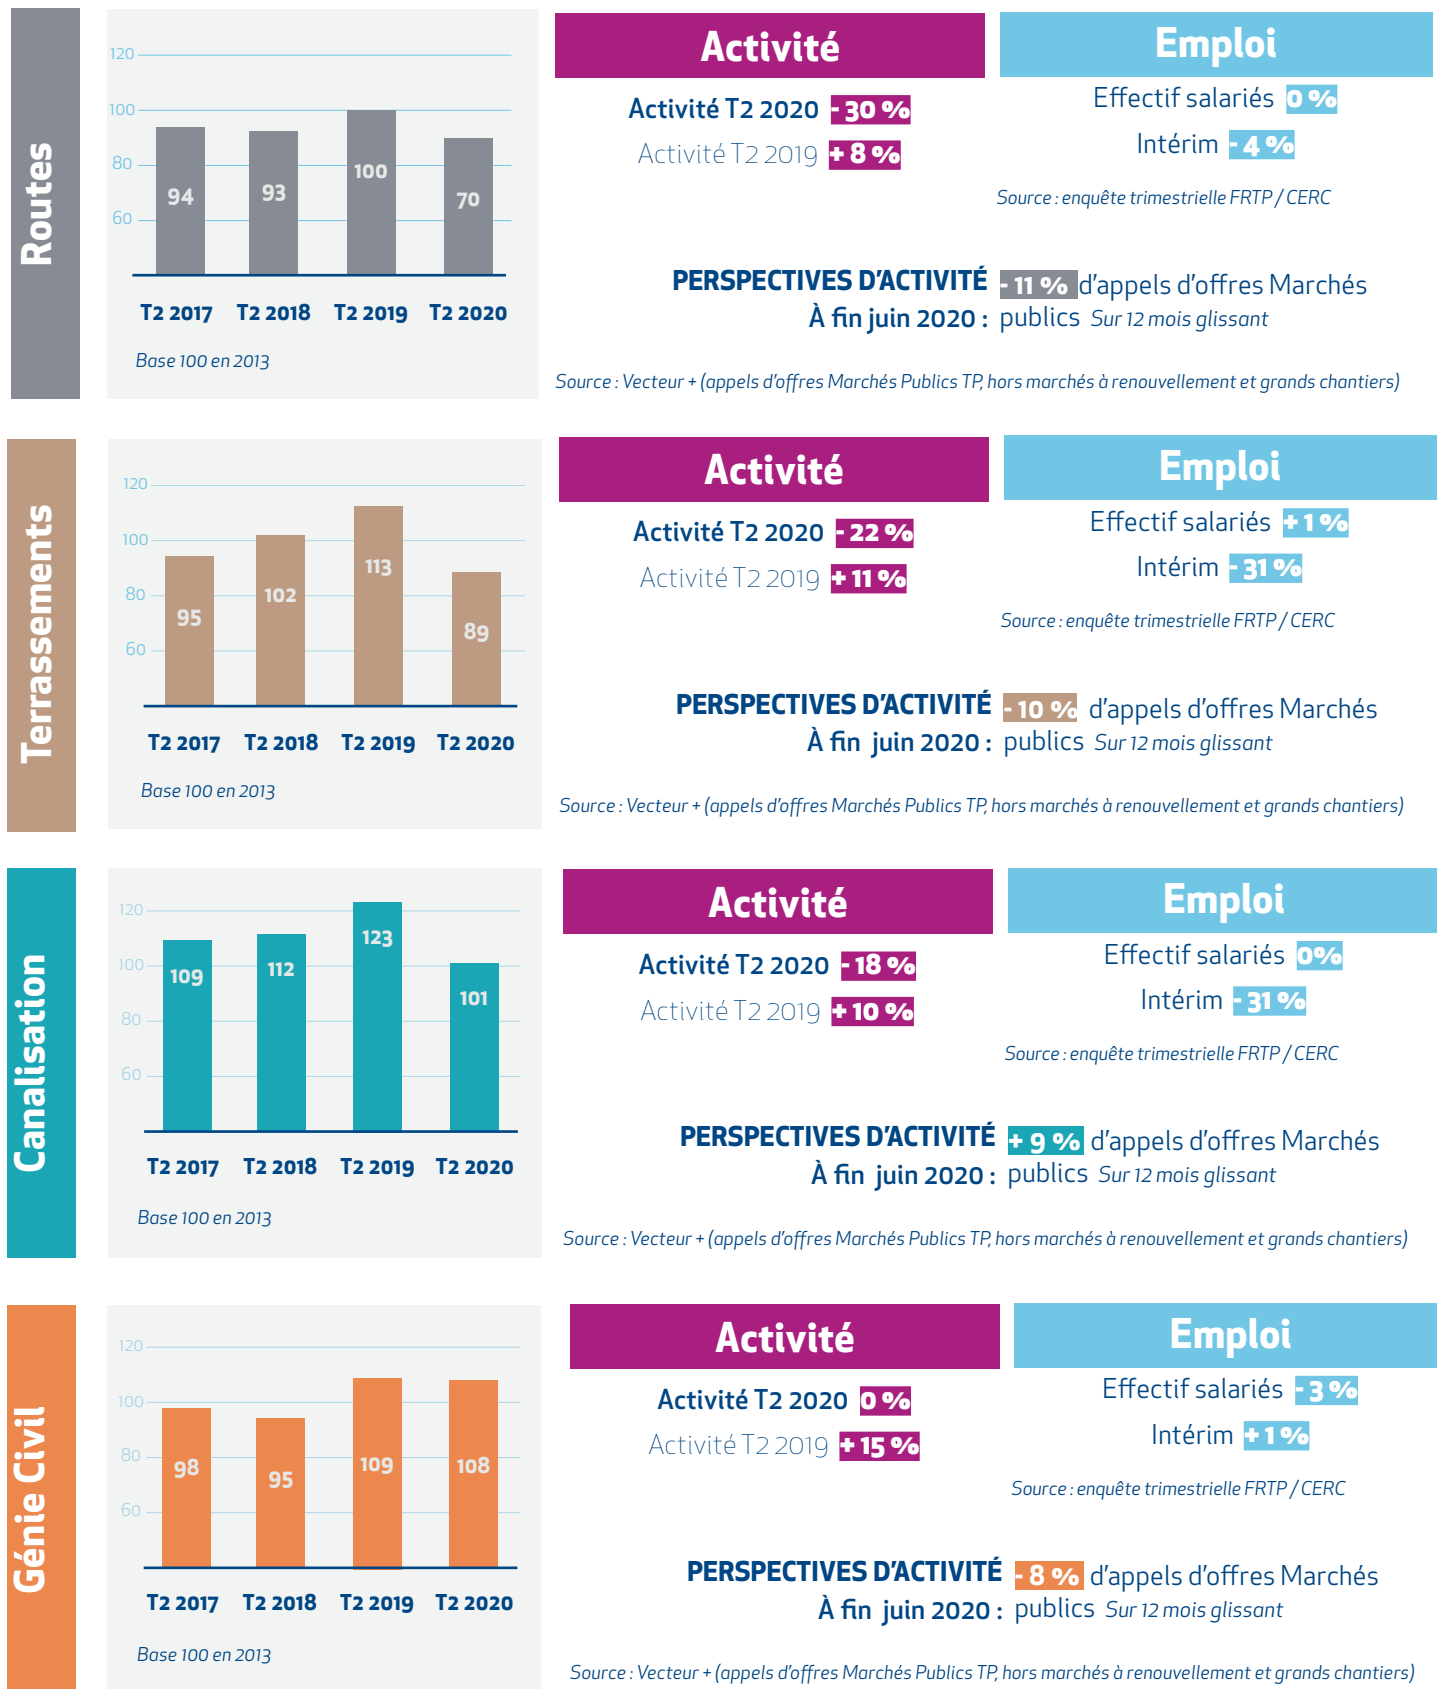 Routes
120
100
80
60
94
93
100
70
T2 2017 T2 2018 T2 2019 T2 2020
Base 100 en 2013
Activité
Activité T2 2020 - 30 %
Activité T2 2019 + 8 %
Emploi
Effectif salariés 0 %
Intérim - 4 %
Source : enquête trimestrielle FRTP / CERC
PERSPECTIVES D’ACTIVITÉ - 11 % d’appels d’offres Marchés
À fin juin 2020 : publics Sur 12 mois glissant
Source : Vecteur + (appels d’offres Marchés Publics TP, hors marchés à renouvellement et grands chantiers)
Terrassements
120
100
80
60
95
102
113
89
T2 2017 T2 2018 T2 2019 T2 2020
Base 100 en 2013
Activité
Activité T2 2020 - 22 %
Activité T2 2019 + 11 %
Emploi
Effectif salariés + 1 %
Intérim - 31 %
Source : enquête trimestrielle FRTP / CERC
PERSPECTIVES D’ACTIVITÉ - 10 % d’appels d’offres Marchés
À fin juin 2020 : publics Sur 12 mois glissant
Source : Vecteur + (appels d’offres Marchés Publics TP, hors marchés à renouvellement et grands chantiers)
Canalisation
120
100
80
60
109
112
123
101
T2 2017 T2 2018 T2 2019 T2 2020
Base 100 en 2013
Activité
Activité T2 2020 - 18 %
Activité T2 2019 + 10 %
Emploi
Effectif salariés 0%
Intérim - 31 %
Source : enquête trimestrielle FRTP / CERC
PERSPECTIVES D’ACTIVITÉ + 9 % d’appels d’offres Marchés
À fin juin 2020 : publics Sur 12 mois glissant
Source : Vecteur + (appels d’offres Marchés Publics TP, hors marchés à renouvellement et grands chantiers)
Génie Civil
120
100
80
60
98
95
109
108
T2 2017 T2 2018 T2 2019 T2 2020
Base 100 en 2013
Activité
Activité T2 2020 0 %
Activité T2 2019 + 15 %
Emploi
Effectif salariés - 3 %
Intérim + 1 %
Source : enquête trimestrielle FRTP / CERC
PERSPECTIVES D’ACTIVITÉ - 8 % d’appels d’offres Marchés
À fin juin 2020 : publics Sur 12 mois glissant
Source : Vecteur + (appels d’offres Marchés Publics TP, hors marchés à renouvellement et grands chantiers)